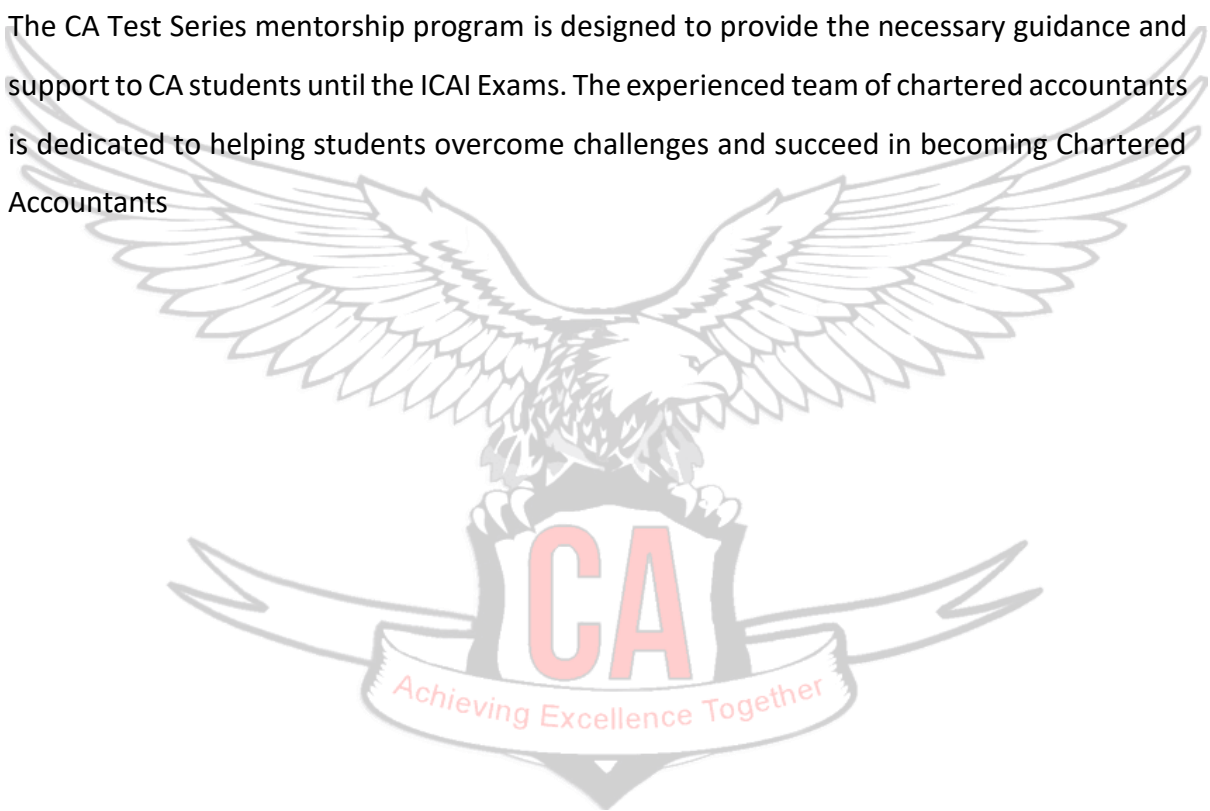 The CA Test Series mentorship program is designed to provide the necessary guidance and
support to CA students until the ICAI Exams. The experienced team of chartered accountants
is dedicated to helping students overcome challenges and succeed in becoming Chartered
Accountants
CA
Achieving Excellence Together